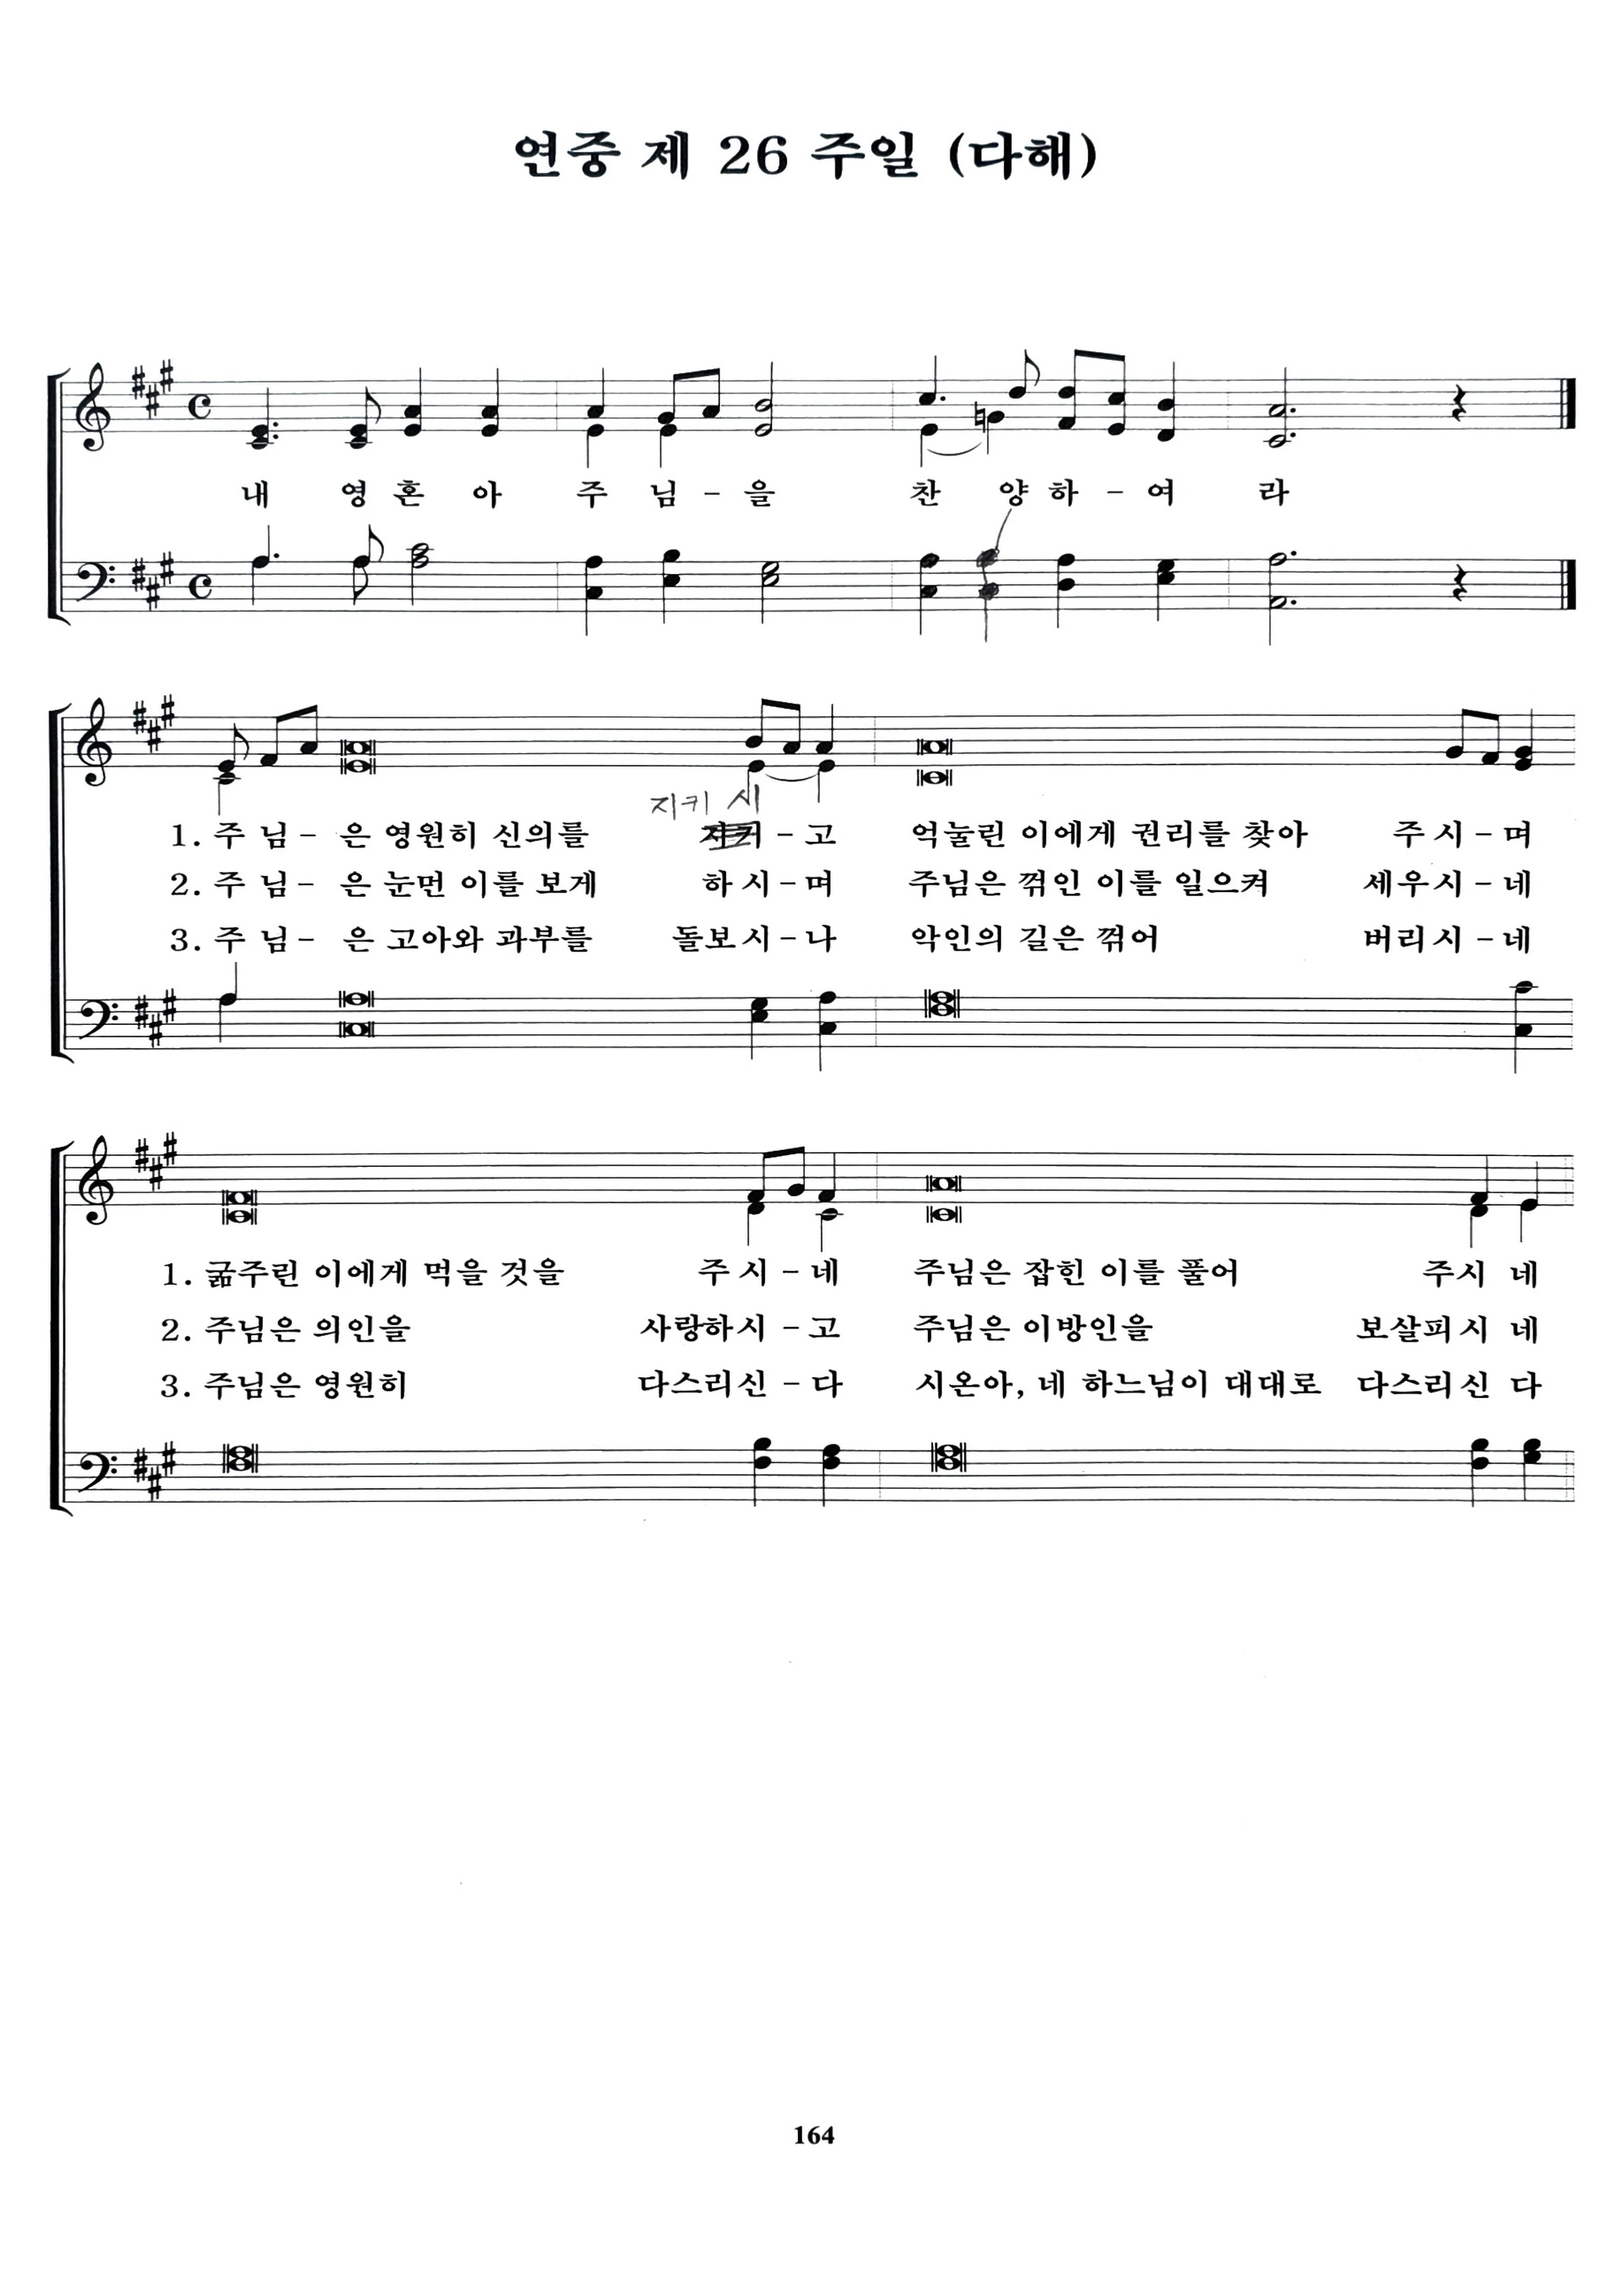 연중 제 26 주일 (다해)
내 영 혼 아 주 님 - 을 찬 양 하 - 여 라
지키 시
1. 주 님 - 은 영원히 신의를 지키 - 고 억눌린 이에게 권리를 찾아 주 시 - 며
2. 주 님 - 은 눈먼 이를 보게 하 시 - 며 주님은 꺾인 이를 일으켜 세우시 - 네
3. 주 님 - 은 고아와 과부를 돌보시 - 나 악인의 길은 꺾어 버리시 - 네
1. 굶주린 이에게 먹을 것을 주 시 - 네 주님은 잡힌 이를 풀어 주시 네
2. 주님은 의인을 사랑하시 - 고 주님은 이방인을 보살피시 네
3. 주님은 영원히 다스리신 - 다 시온아, 네 하느님이 대대로 다스리신 다
164